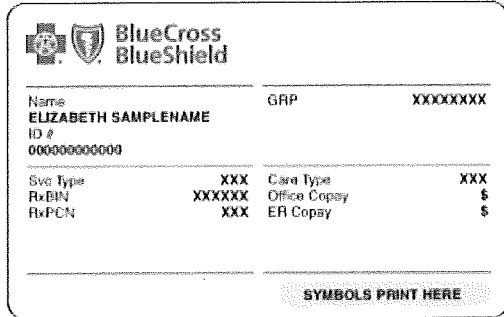 BlueCross
BlueShield
Name
ELIZABETH SAMPLENAME
ID #
000000000000
GRP XXXXXXXX
Svc Type XXX
RxBIN XXXXXX
RxPCN XXX
Care Type XXX
Office Copay $
ER Copay $
SYMBOLS PRINT HERE